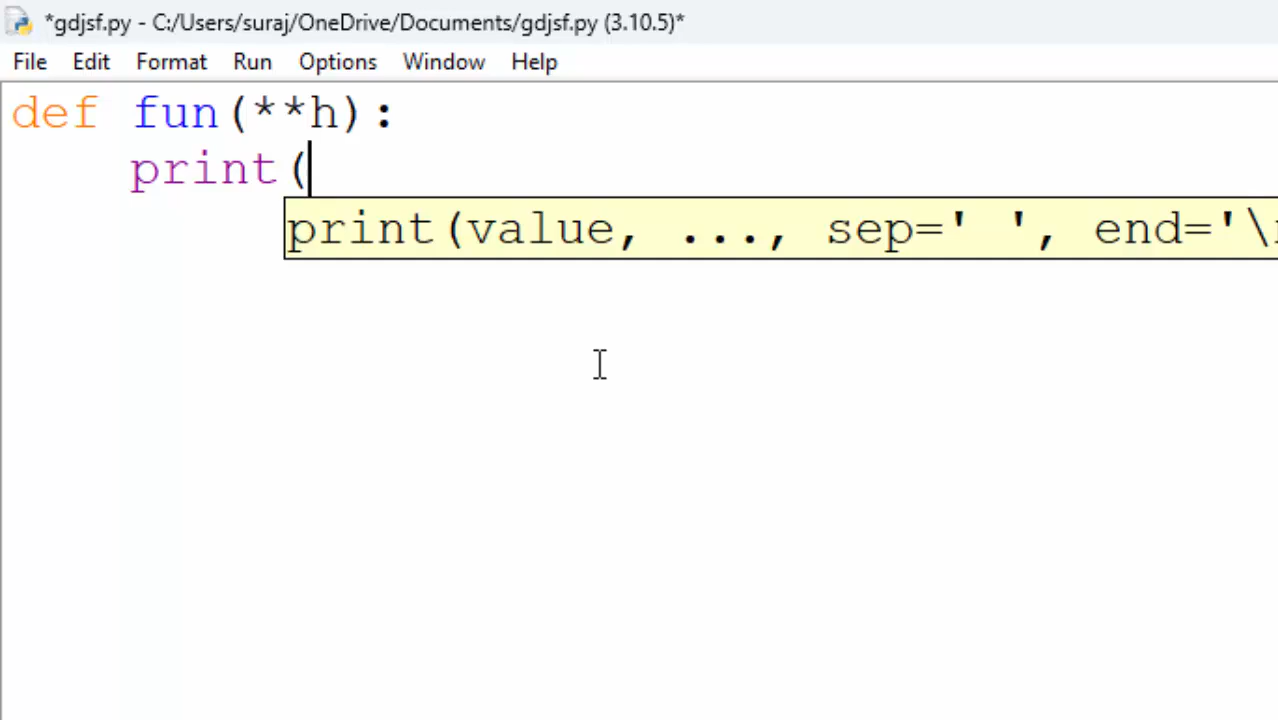 *gdjsf.py - C:/Users/suraj/OneDrive/Documents/gdjsf.py (3.10.5)*
File Edit Format Run Options Window Help
def fun(**h):
print(
print(value, ..., sep=' ', end='\